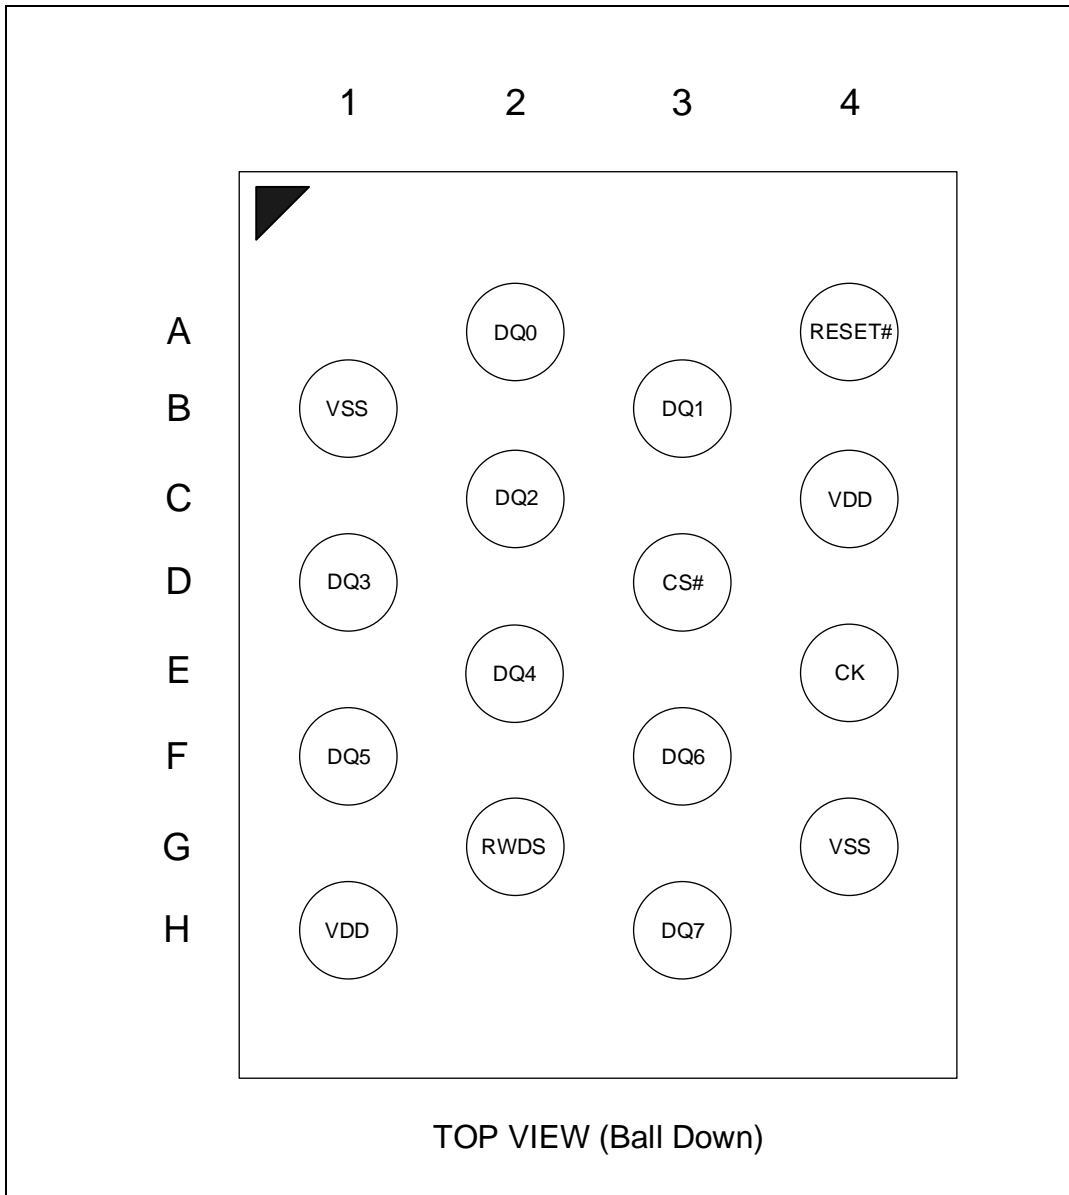 1 2 3 4
A DQ0 RESET#
B VSS DQ1
C DQ2 VDD
D DQ3 CS#
E DQ4 CK
F DQ5 DQ6
G RWDS VSS
H VDD DQ7
TOP VIEW (Ball Down)